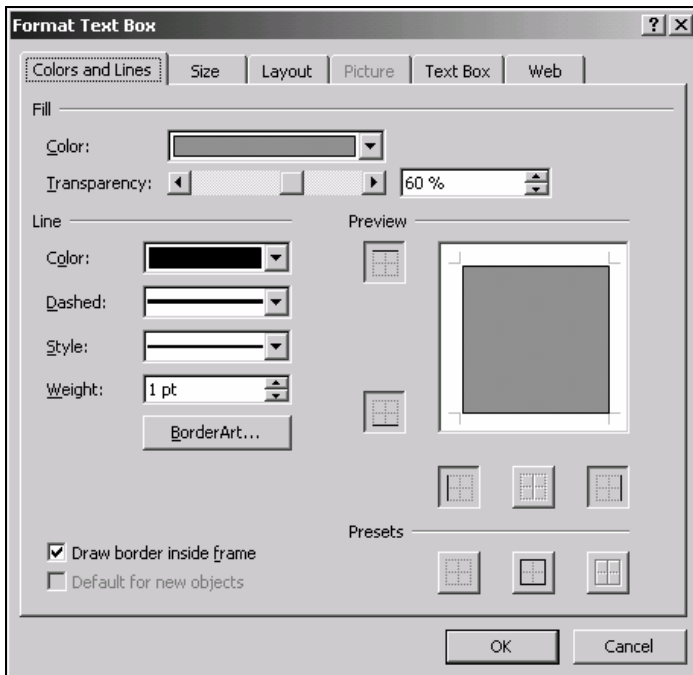 Format Text Box
Colors and Lines Size Layout Picture Text Box Web
Fill
Color:
Transparency: 60 %
Line Preview
Color:
Dashed:
Style:
Weight: 1 pt
BorderArt...
Presets
Draw border inside frame
Default for new objects
OK Cancel